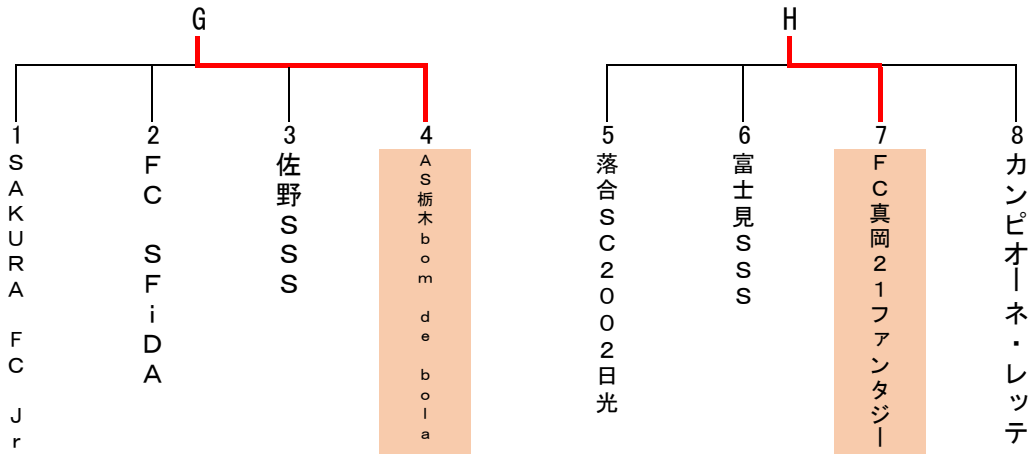 G
H
1
2
3
4
5
6
7
8
SAKURA FC Jr
FC SFiDA
佐野SSS
AS栃木bom de bola
落合SC2002日光
富士見SSS
FC真岡21ファンタジー
カンピオーネ・レッテ